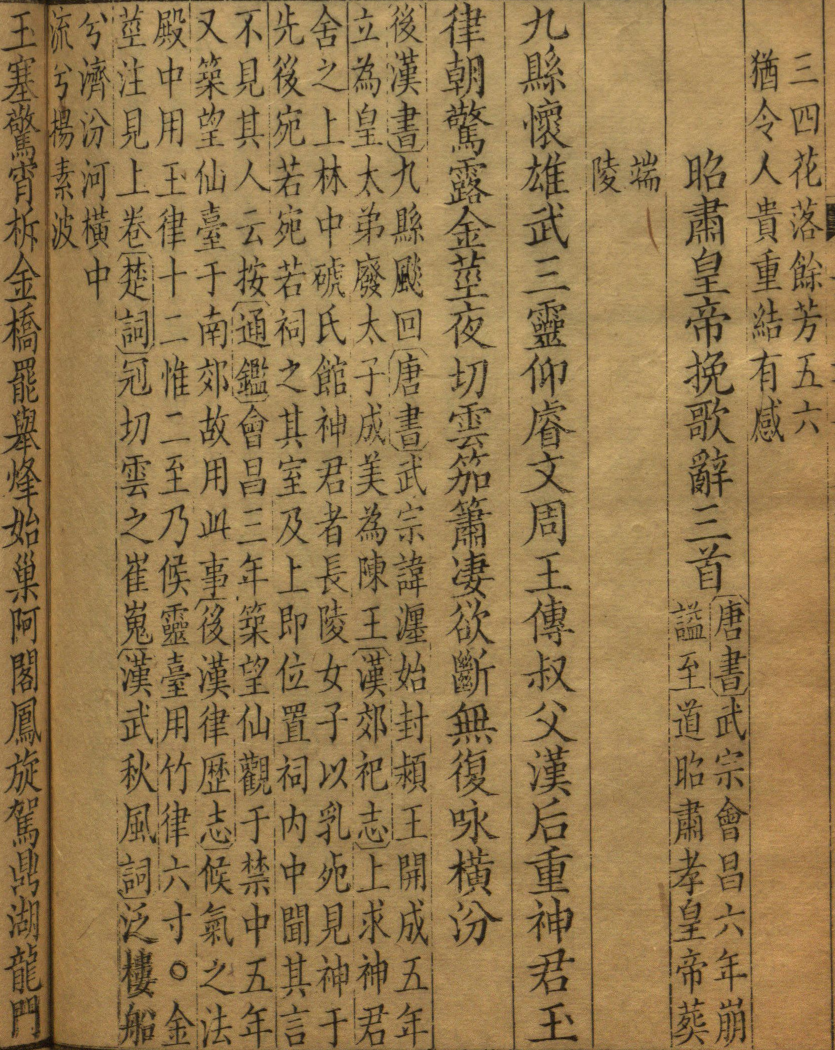 三四花落餘芳五六
猶令人貴重結有感
昭肅皇帝挽歌辭三首
唐書武宗會昌六年崩
謚至道昭肅孝皇帝葬
端
陵
九縣懷雄武三靈仰睿文周王傳叔父漢后重神君玉
律朝驚露金莖夜切雲笳簫凄欲斷無復咏橫汾
後漢書九縣飈回唐書武宗諱瀍始封頴王開成五年
立為皇太弟廢太子成美為陳王漢郊祀志上求神君
舍之上林中磃氏館神君者長陵女子以乳死見神于
先後宛若宛若祠之其室及上即位置祠内中聞其言
不見其人云按通鑑會昌三年築望仙觀于禁中五年
又築望仙臺于南郊故用此事後漢律歴志候氣之法
殿中用玉律十二惟二至乃候靈臺用竹律六寸○金
莖注見上卷楚詞冠切雲之崔嵬漢武秋風詞泛樓船
兮濟汾河橫中
流兮揚素波
玉塞驚宵柝金橋罷舉烽始巢阿閣鳳旋駕鼎湖龍門